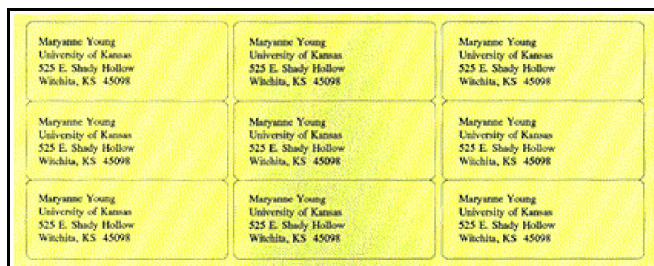 Maryanne Young
University of Kansas
525 E. Shady Hollow
Witchita, KS 45098
Maryanne Young
University of Kansas
525 E. Shady Hollow
Witchita, KS 45098
Maryanne Young
University of Kansas
525 E. Shady Hollow
Witchita, KS 45098
Maryanne Young
University of Kansas
525 E. Shady Hollow
Witchita, KS 45098
Maryanne Young
University of Kansas
525 E. Shady Hollow
Witchita, KS 45098
Maryanne Young
University of Kansas
525 E. Shady Hollow
Witchita, KS 45098
Maryanne Young
University of Kansas
525 E. Shady Hollow
Witchita, KS 45098
Maryanne Young
University of Kansas
525 E. Shady Hollow
Witchita, KS 45098
Maryanne Young
University of Kansas
525 E. Shady Hollow
Witchita, KS 45098